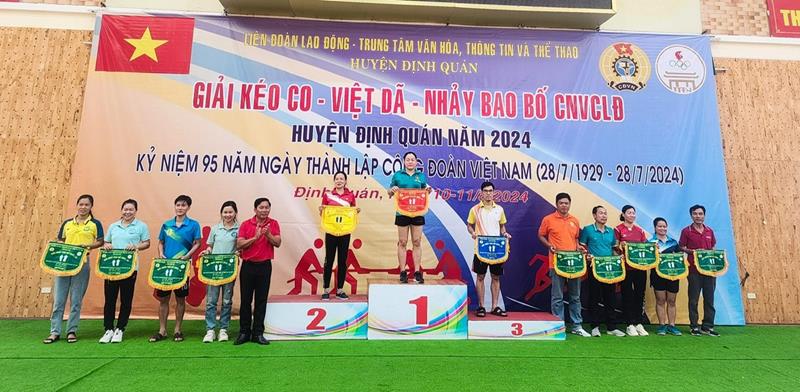 LIÊN ĐOÀN LAO ĐỘNG - TRUNG TÂM VĂN HÓA, THÔNG TIN VÀ THỂ THAO
HUYỆN ĐỊNH QUÁN
CĐVN
GIẢI KÉO CO - VIỆT DÃ - NHẢY BAO BỐ CNVCLĐ
HUYỆN ĐỊNH QUÁN NĂM 2024
KỶ NIỆM 95 NĂM NGÀY THÀNH LẬP CÔNG ĐOÀN VIỆT NAM (28/7/1929 - 28/7/2024)
2
1
3